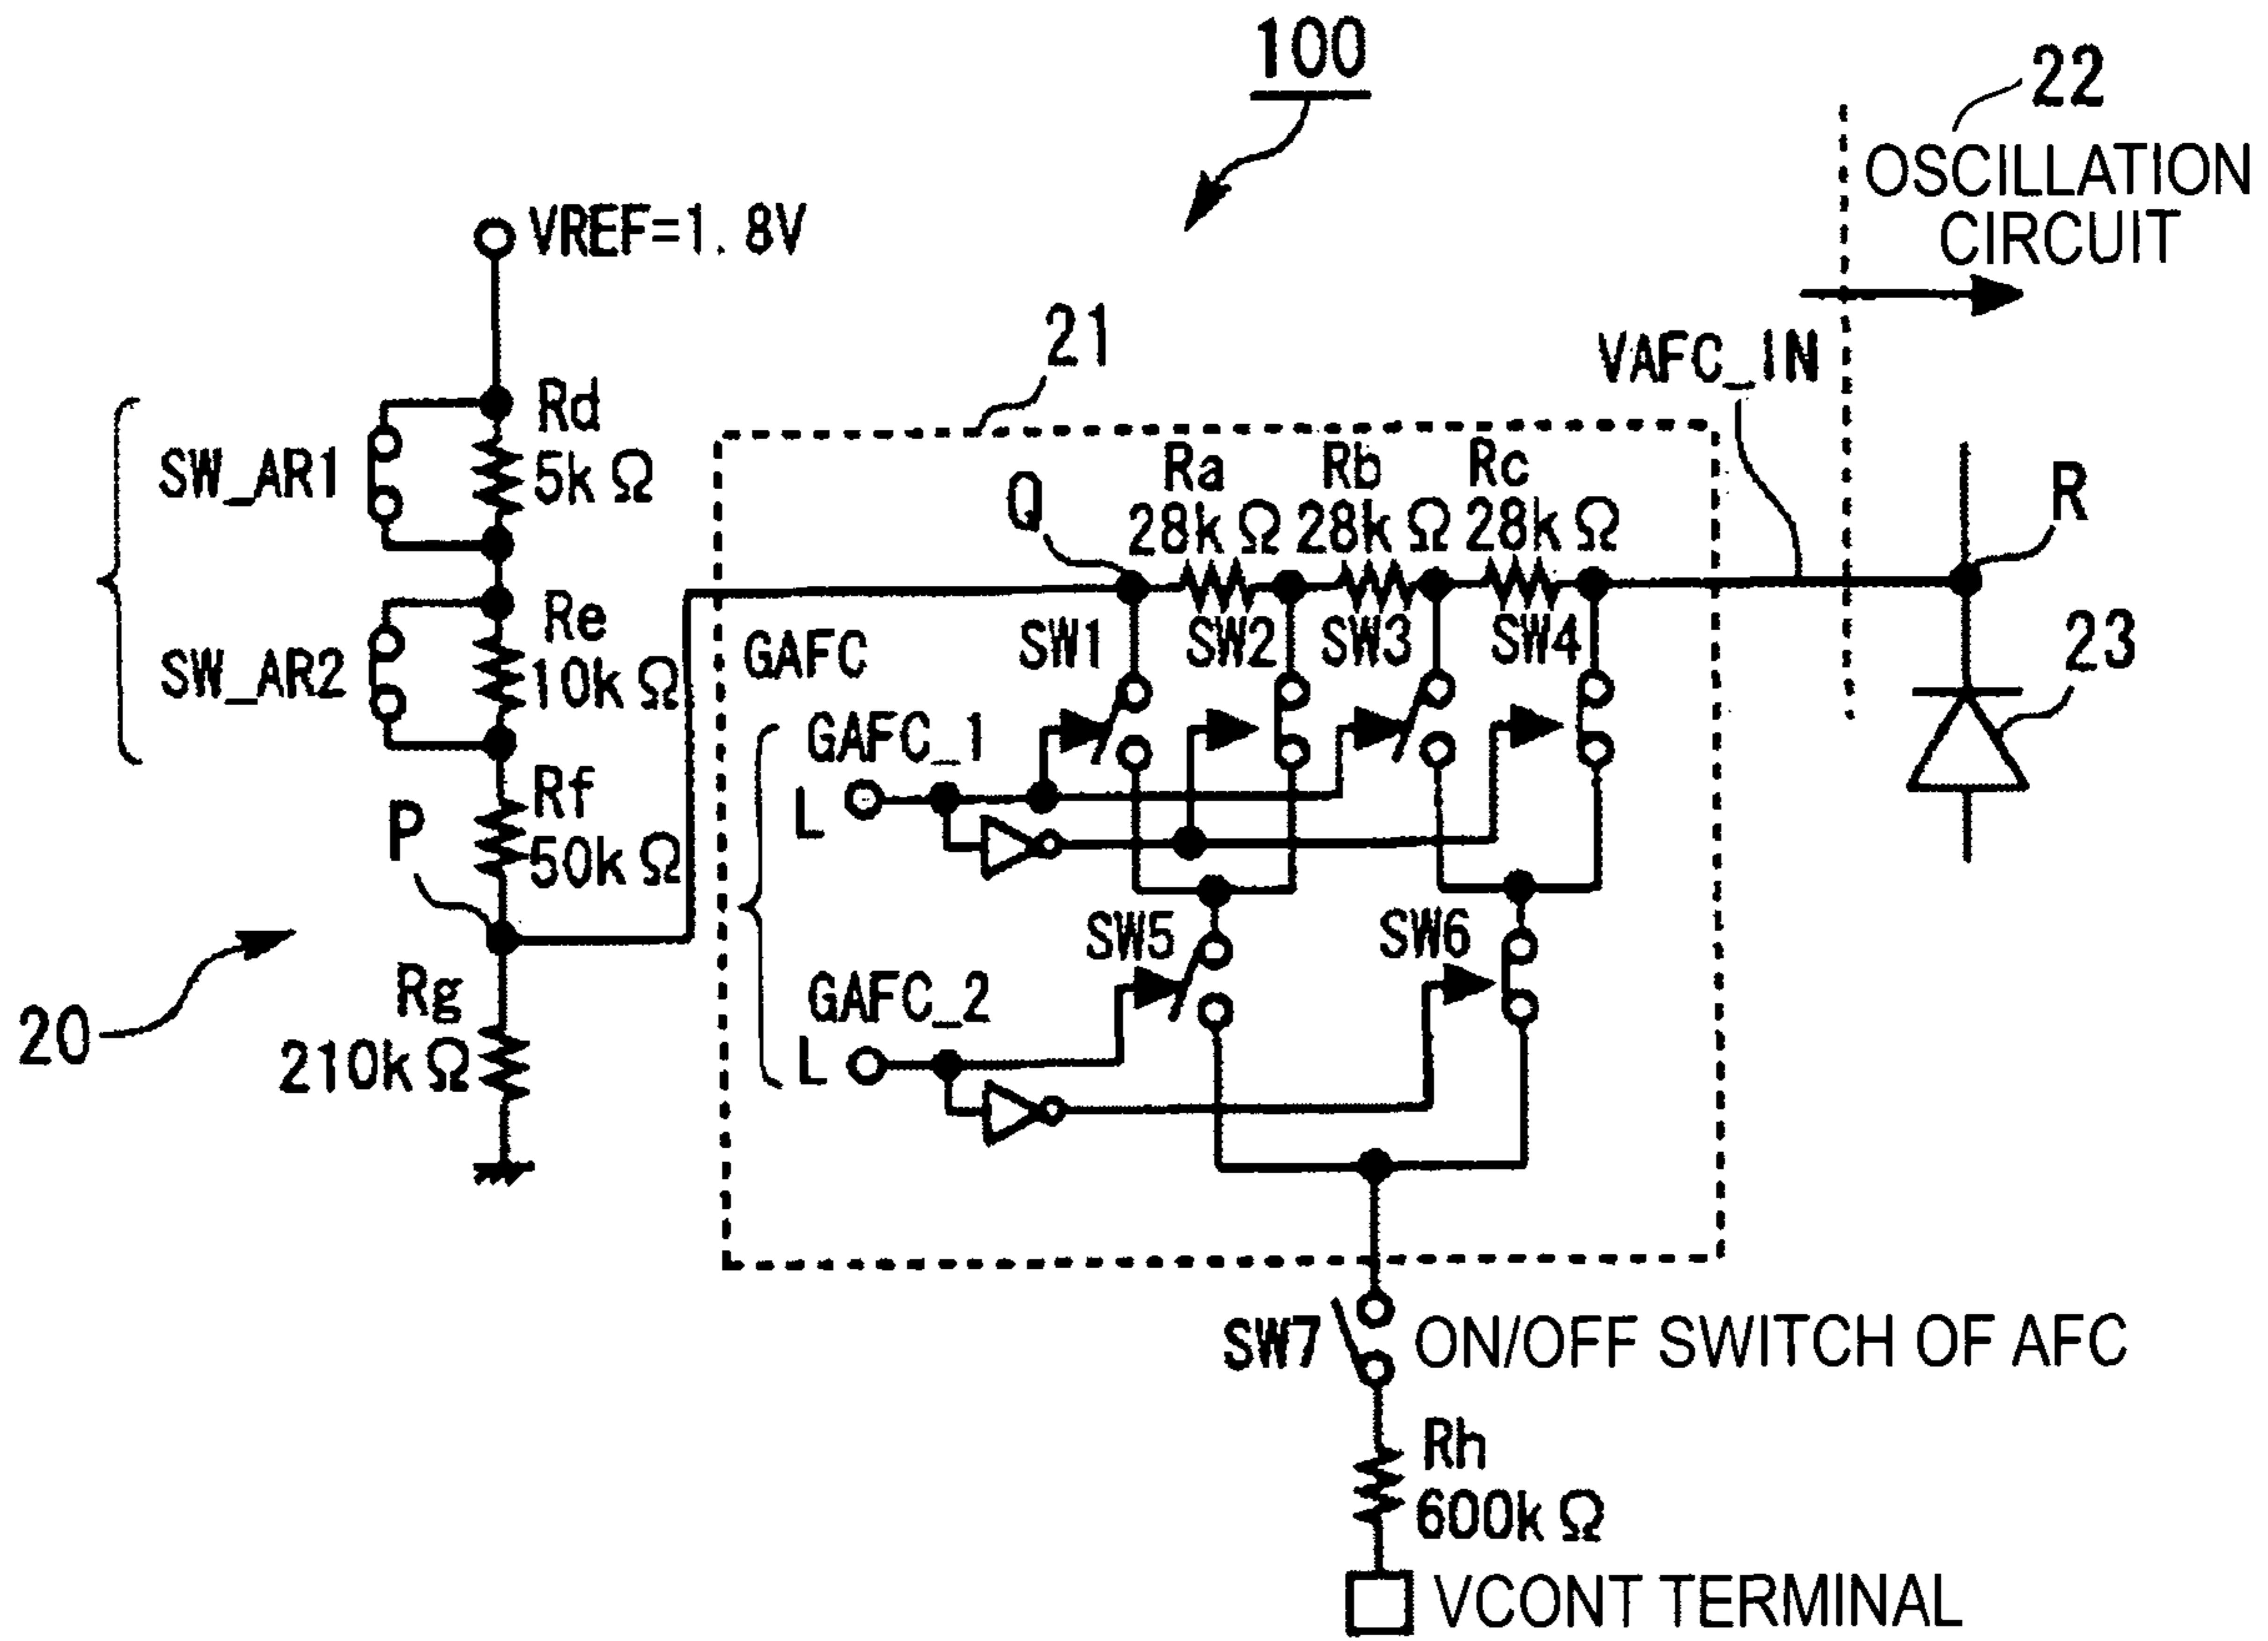 100
22
OSCILLATION
CIRCUIT
VREF=1.8V
21
VAFC_IN
Rd
5kΩ
SW_AR1
Ra
28kΩ
Rb
28kΩ
Rc
28kΩ
Q
R
Re
10kΩ
SW_AR2
GAFC
SW1
SW2
SW3
SW4
23
GAFC_1
L
Rf
50kΩ
P
SW5
SW6
GAFC_2
L
Rg
210kΩ
20
SW7
ON/OFF SWITCH OF AFC
Rh
600kΩ
VCONT TERMINAL